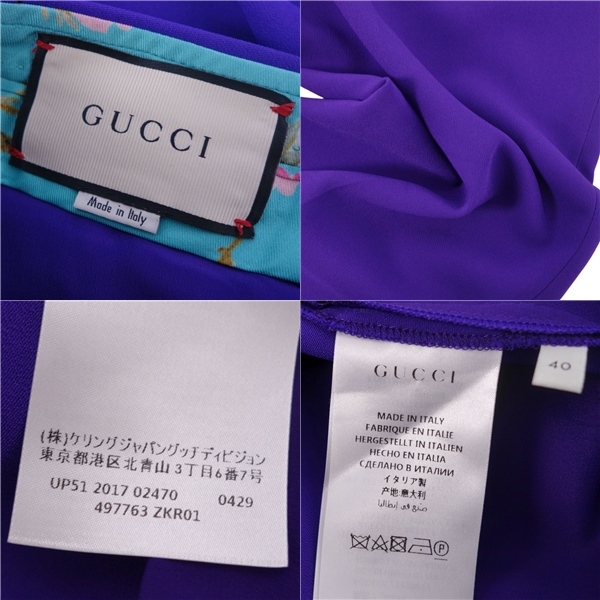 GUCCI
Made in Italy
(株)ケリングジャパングッチディビジョン
東京都港区北青山3丁目6番7号
UP51 2017 02470 0429
497763 ZKR01
GUCCI
40
MADE IN ITALY
FABRIQUE EN ITALIE
HERGESTELLT IN ITALIEN
HECHO EN ITALIA
СДЕЛАНО В ИТАЛИИ
イタリア製
产地:意大利
صنع في إيطاليا
P